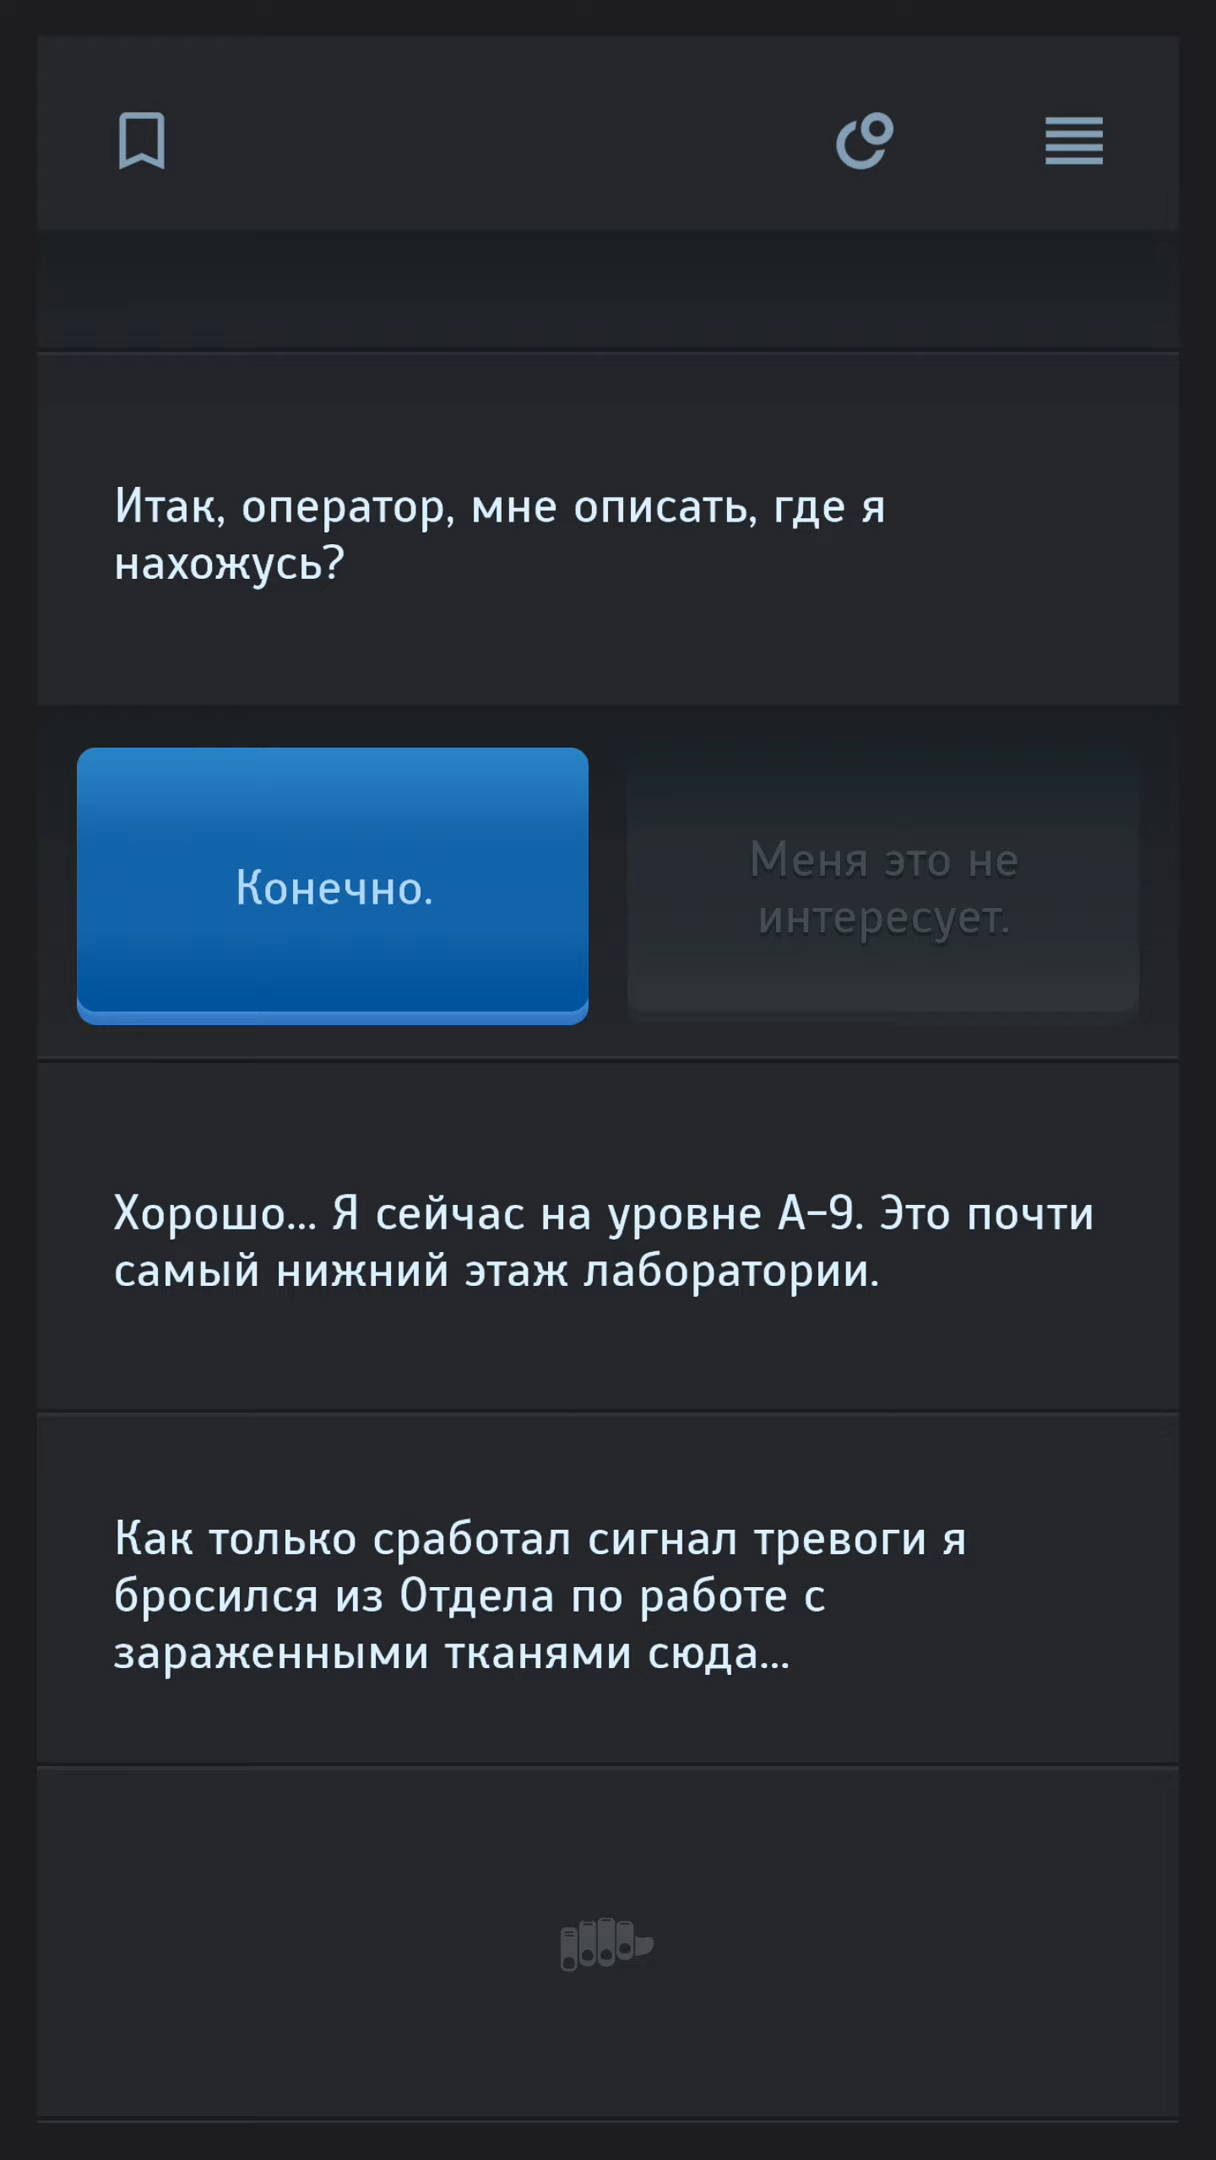 Итак, оператор, мне описать, где я
нахожусь?
Конечно.
Меня это не
интересует.
Хорошо... Я сейчас на уровне А-9. Это почти
самый нижний этаж лаборатории.
Как только сработал сигнал тревоги я
бросился из Отдела по работе с
зараженными тканями сюда...